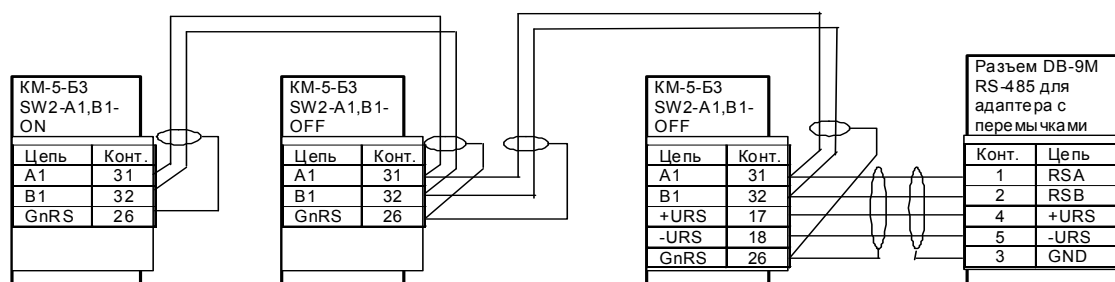 КМ-5-Б3
SW2-A1,B1-
ON
Цепь Конт.
A1 31
B1 32
GnRS 26
КМ-5-Б3
SW2-A1,B1-
OFF
Цепь Конт.
A1 31
B1 32
GnRS 26
КМ-5-Б3
SW2-A1,B1-
OFF
Цепь Конт.
A1 31
B1 32
+URS 17
-URS 18
GnRS 26
Разъем DB-9M
RS-485 для
адаптера с
перемычками
Конт. Цепь
1 RSA
2 RSB
4 +URS
5 -URS
3 GND